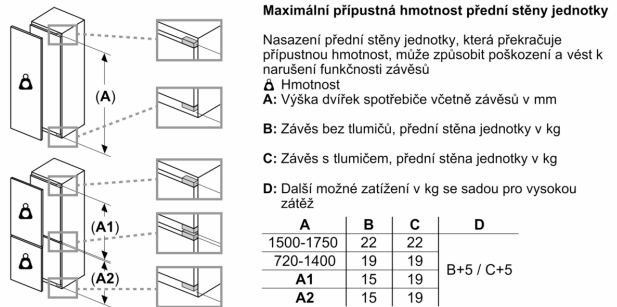 Maximální přípustná hmotnost přední stěny jednotky
Nasazení přední stěny jednotky, která překračuje
přípustnou hmotnost, může způsobit poškození a vést k
narušení funkčnosti závěsů
Hmotnost
A: Výška dvířek spotřebiče včetně závěsů v mm
B: Závěs bez tlumičů, přední stěna jednotky v kg
C: Závěs s tlumičem, přední stěna jednotky v kg
D: Další možné zatížení v kg se sadou pro vysokou
zátěž
A B C D
1500-1750 22 22
720-1400 19 19
A1 15 19
A2 15 19
B+5 / C+5
(A)
(A1)
(A2)